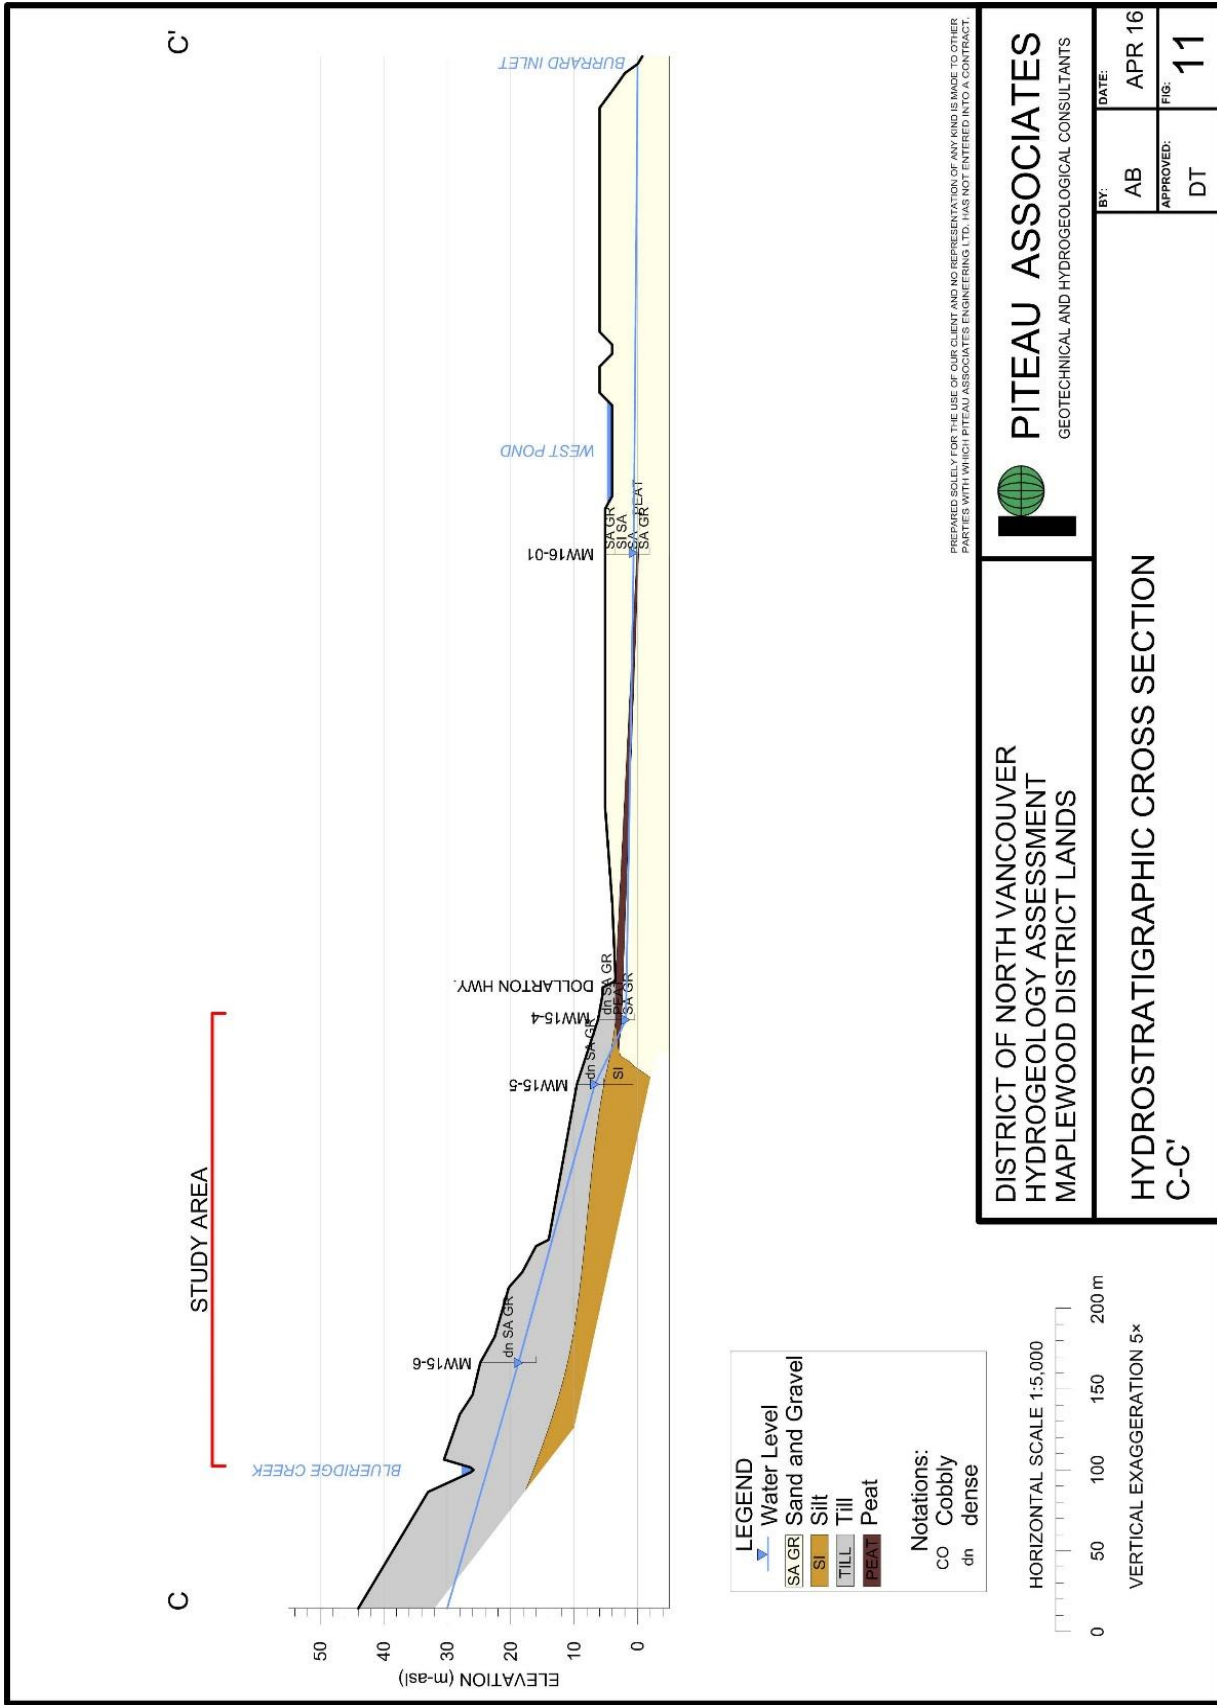 C
C'
STUDY AREA
BLUERIDGE CREEK
MW15-6
MW15-5
MW15-4
DOLLARTON HWY.
MW16-01
WEST POND
BURRARD INLET
dn SA GR
dn SA GR
SI
dn SA GR
PEAT
SA GR
SA GR
SI SA
SA PEAT
SA GR
ELEVATION (m-asl)
50
40
30
20
10
0
LEGEND
Water Level
SA GR Sand and Gravel
SI Silt
TILL Till
PEAT Peat
Notations:
CO Cobbly
dn dense
HORIZONTAL SCALE 1:5,000
0 50 100 150 200 m
VERTICAL EXAGGERATION 5×
PREPARED SOLELY FOR THE USE OF OUR CLIENT AND NO REPRESENTATION OF ANY KIND IS MADE TO OTHER
PARTIES WITH WHICH PITEAU ASSOCIATES ENGINEERING LTD. HAS NOT ENTERED INTO A CONTRACT.
DISTRICT OF NORTH VANCOUVER
HYDROGEOLOGY ASSESSMENT
MAPLEWOOD DISTRICT LANDS
PITEAU ASSOCIATES
GEOTECHNICAL AND HYDROGEOLOGICAL CONSULTANTS
HYDROSTRATIGRAPHIC CROSS SECTION
C-C'
BY:
AB
DATE:
APR 16
APPROVED:
DT
FIG:
11